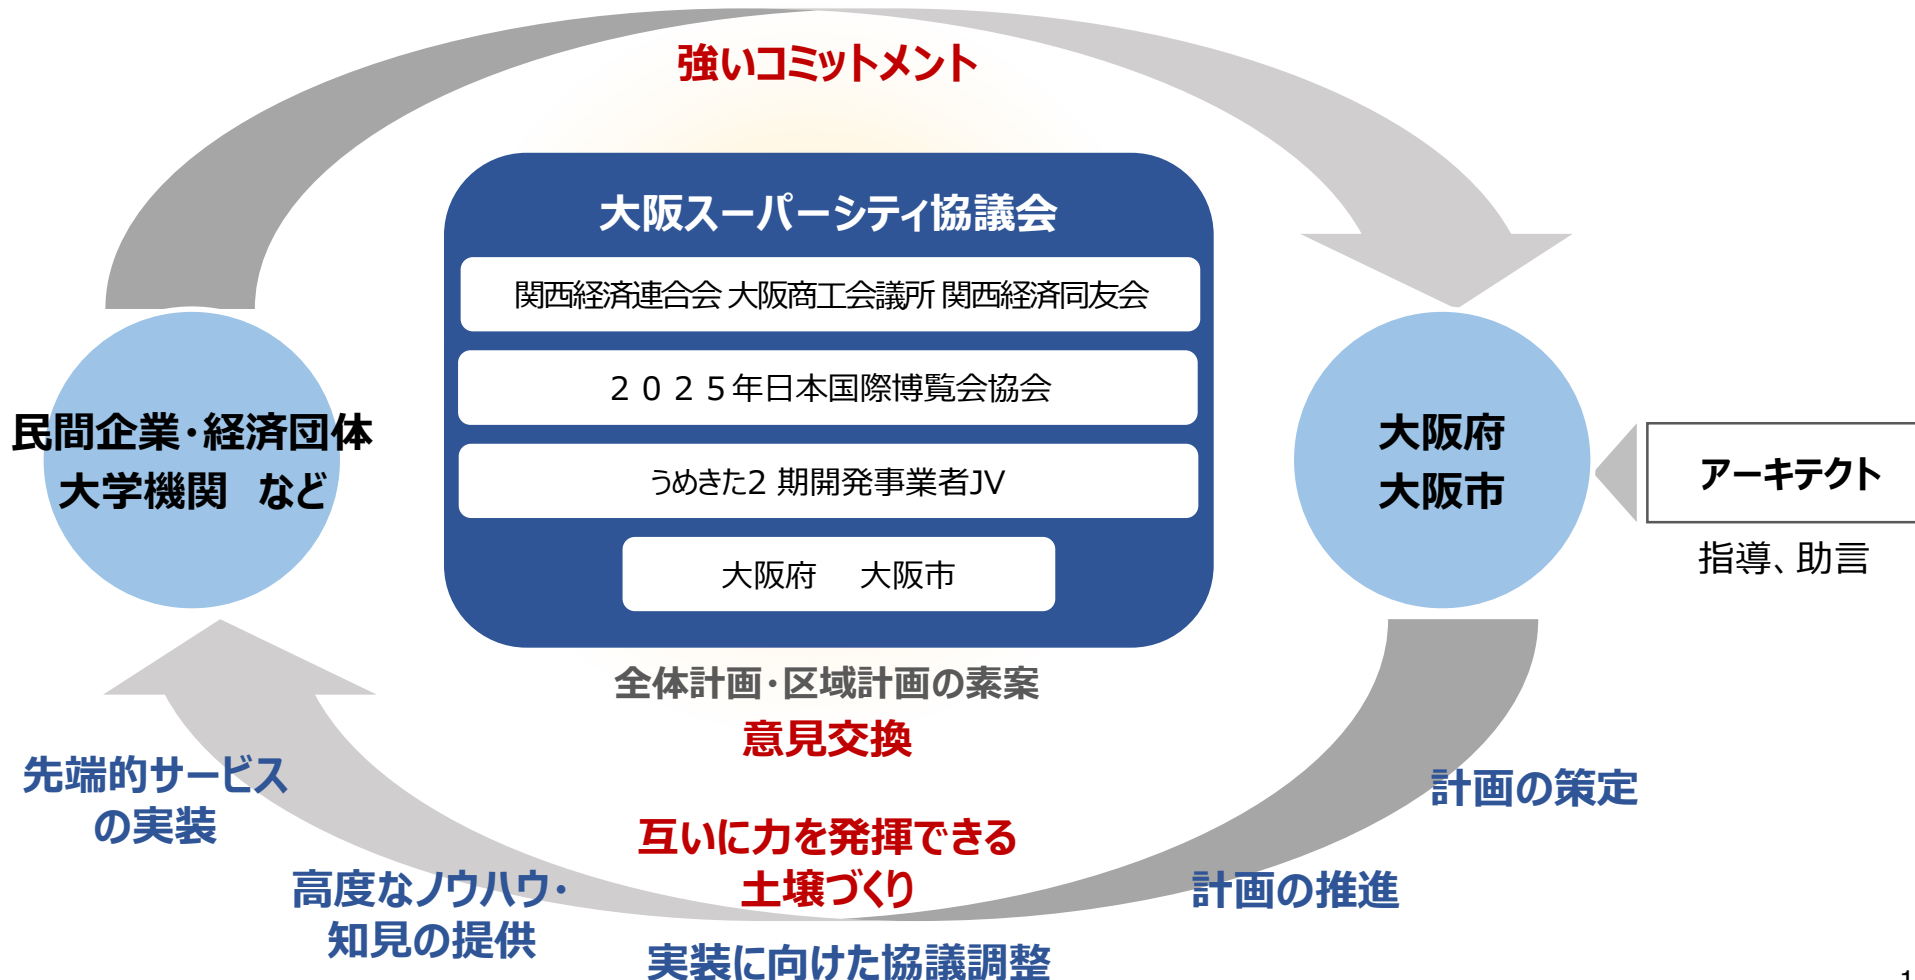 強いコミットメント
大阪スーパーシティ協議会
関西経済連合会 大阪商工会議所 関西経済同友会
２０２５年日本国際博覧会協会
うめきた2 期開発事業者JV
大阪府　大阪市
民間企業・経済団体
大学機関　など
大阪府
大阪市
アーキテクト
指導、助言
全体計画・区域計画の素案
意見交換
先端的サービス
の実装
計画の策定
互いに力を発揮できる
土壌づくり
高度なノウハウ・
知見の提供
計画の推進
実装に向けた協議調整